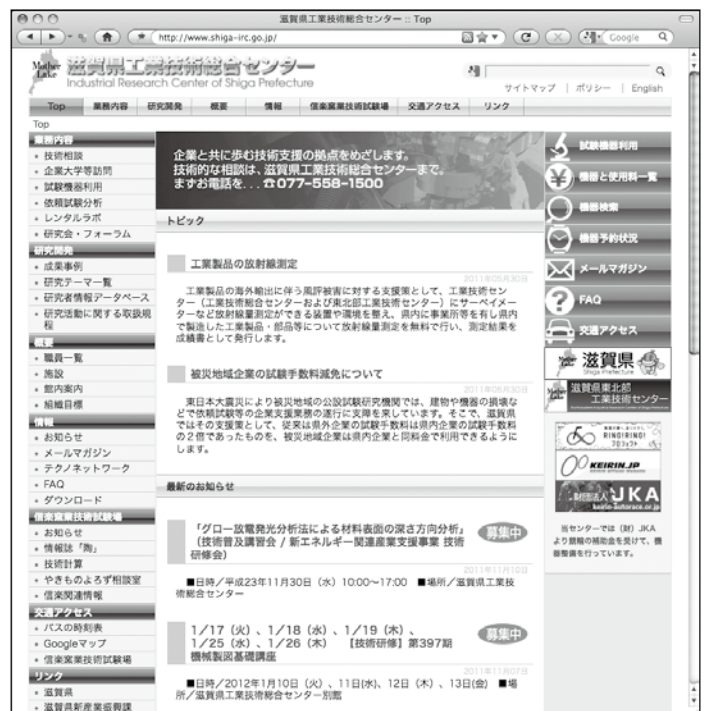 滋賀県工業技術総合センター :: Top
http://www.shiga-irc.go.jp/
Google
Mother Lake
滋賀県工業技術総合センター
Industrial Research Center of Shiga Prefecture
サイトマップ | ポリシー | English
Top 業務内容 研究開発 概要 情報 信楽窯業技術試験場 交通アクセス リンク
Top
業務内容
技術相談
企業大学等訪問
試験機器利用
依頼試験分析
レンタルラボ
研究会・フォーラム
研究開発
成果事例
研究テーマ一覧
研究者情報データベース
研究活動に関する取扱規
程
概要
職員一覧
施設
館内案内
組織目標
情報
お知らせ
メールマガジン
テクノネットワーク
FAQ
ダウンロード
信楽窯業技術試験場
お知らせ
情報誌「陶」
技術計算
やきものよろず相談室
信楽関連情報
交通アクセス
バスの時刻表
Googleマップ
信楽窯業技術試験場
リンク
滋賀県
滋賀県新産業振興課
企業と共に歩む技術支援の拠点をめざします。
技術的な相談は、滋賀県工業技術総合センターまで。
まずお電話を...☎077-558-1500
トピック
工業製品の放射線測定
2011年05月30日
工業製品の海外輸出に伴う風評被害に対する支援策として、工業技術セン
ター（工業技術総合センターおよび東北部工業技術センター）にサーベイメー
ターなど放射線量測定ができる装置や環境を整え、県内に事業所等を有し県内
で製造した工業製品・部品等について放射線量測定を無料で行い、測定結果を
成績書として発行します。
被災地域企業の試験手数料減免について
2011年05月30日
東日本大震災により被災地域の公設試験研究機関では、建物や機器の損壊な
どで依頼試験等の企業支援業務の遂行に支障を来しています。そこで、滋賀県
ではその支援策として、従来は県外企業の試験手数料は県内企業の試験手数料
の２倍であったものを、被災地域企業は県内企業と同料金で利用できるように
します。
最新のお知らせ
「グロー放電発光分析法による材料表面の深さ方向分析」
（技術普及講習会 / 新エネルギー関連産業支援事業 技術
研修会）
募集中
2011年11月10日
■日時／平成23年11月30日（水）10:00～17:00 ■場所／滋賀県工業技
術総合センター
1/17（火）、1/18（水）、1/19（木）、
1/25（水）、1/26（木） 【技術研修】第397期
機械製図基礎講座
募集中
2011年11月07日
■日時／2012年1月10日（火）、11日(水)、12日（木）、13日(金) ■場
所／滋賀県工業技術総合センター別館
試験機器利用
機器と使用料一覧
機器検索
機器予約状況
メールマガジン
FAQ
交通アクセス
Mother Lake 滋賀県
Shiga Prefecture
滋賀県東北部
工業技術センター
RING!RING!
プロジェクト
KEIRIN.JP
財団法人 JKA
keirin-autorace.or.jp
当センターでは（財）JKA
より競輪の補助金を受けて、機
器整備を行っています。